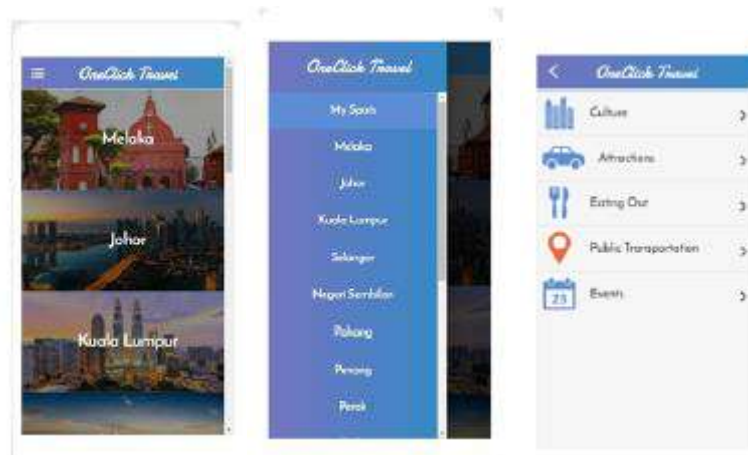 OneClick Travel
Melaka
Johor
Kuala Lumpur
OneClick Travel
My Spots
Melaka
Johor
Kuala Lumpur
Selangor
Negeri Sembilan
Pahang
Penang
Perak
OneClick Travel
Culture
Attractions
Eating Out
Public Transportation
23
Events